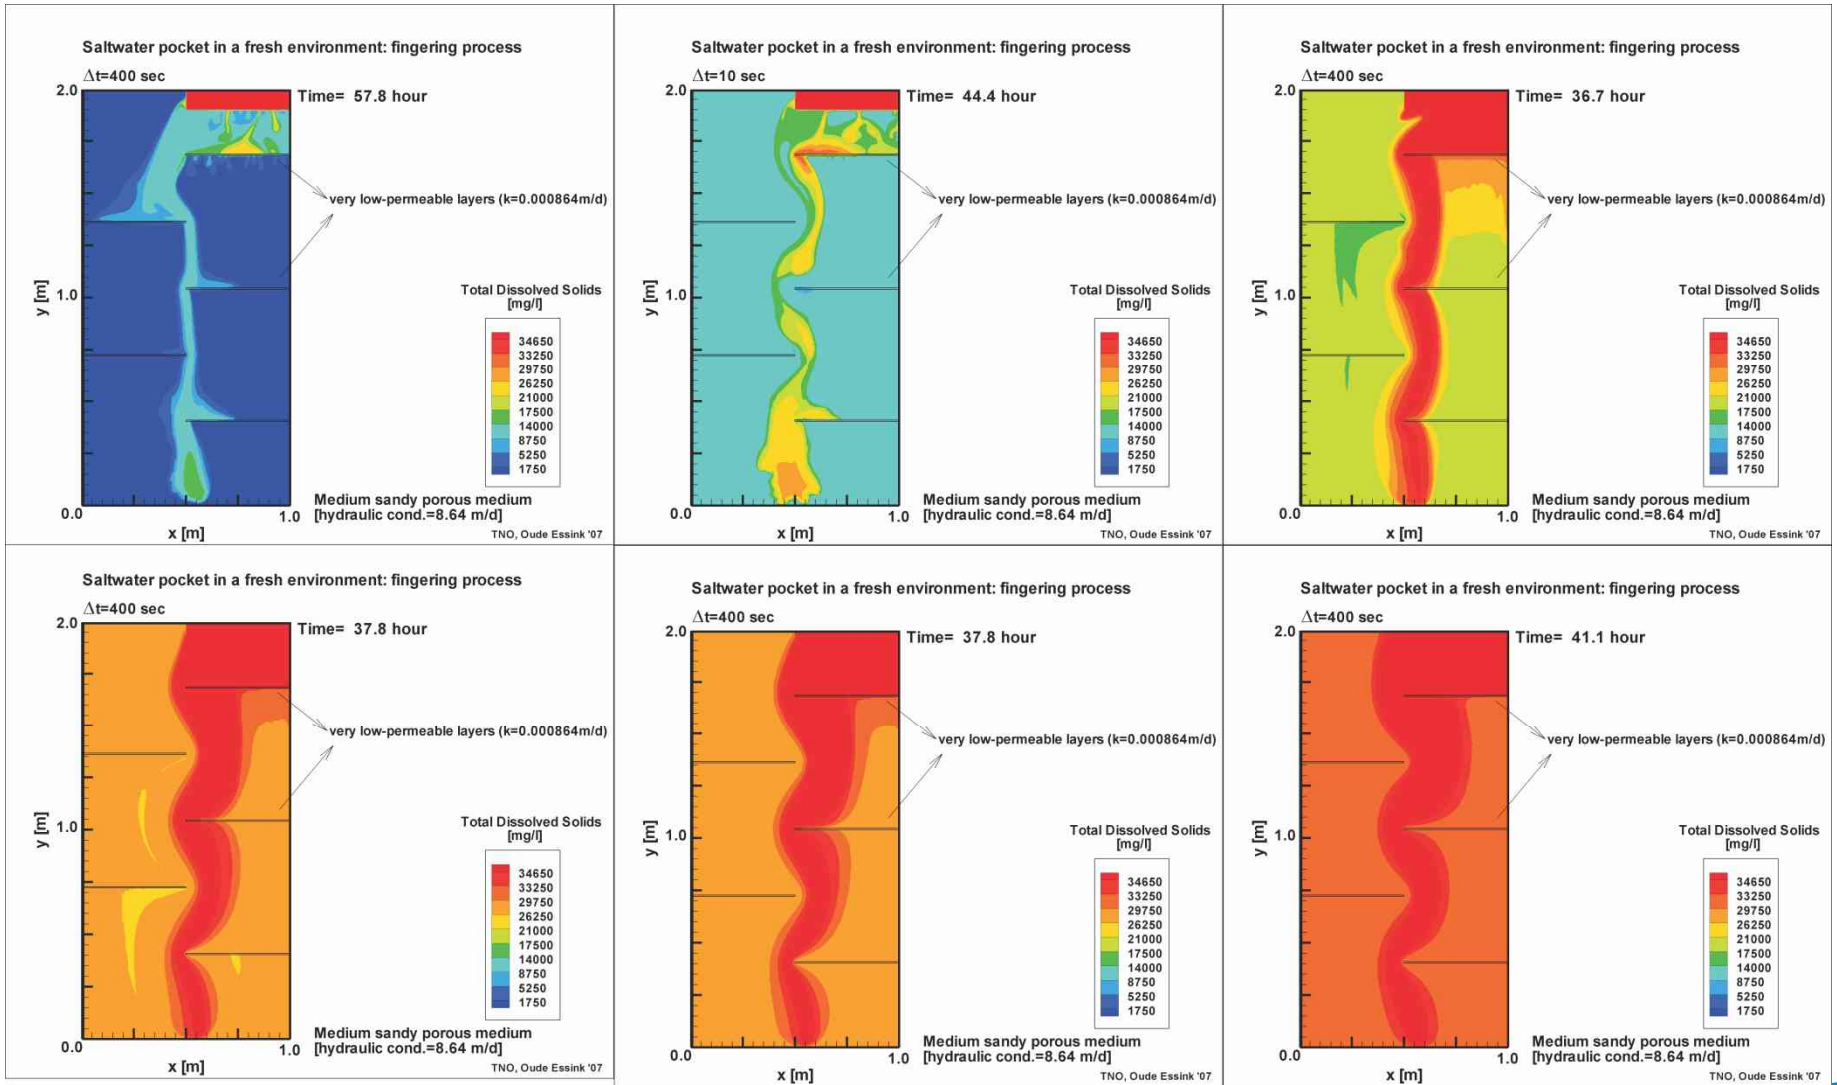 Saltwater pocket in a fresh environment: fingering process
Δt=400 sec
2.0
Time= 57.8 hour
very low-permeable layers (k=0.000864m/d)
y [m]
1.0
Total Dissolved Solids
[mg/l]
34650
33250
29750
26250
21000
17500
14000
8750
5250
1750
Medium sandy porous medium
[hydraulic cond.=8.64 m/d]
0.0
1.0
x [m]
TNO, Oude Essink '07
Saltwater pocket in a fresh environment: fingering process
Δt=10 sec
2.0
Time= 44.4 hour
very low-permeable layers (k=0.000864m/d)
y [m]
1.0
Total Dissolved Solids
[mg/l]
34650
33250
29750
26250
21000
17500
14000
8750
5250
1750
Medium sandy porous medium
[hydraulic cond.=8.64 m/d]
0.0
1.0
x [m]
TNO, Oude Essink '07
Saltwater pocket in a fresh environment: fingering process
Δt=400 sec
2.0
Time= 36.7 hour
very low-permeable layers (k=0.000864m/d)
y [m]
1.0
Total Dissolved Solids
[mg/l]
34650
33250
29750
26250
21000
17500
14000
8750
5250
1750
Medium sandy porous medium
[hydraulic cond.=8.64 m/d]
0.0
1.0
x [m]
TNO, Oude Essink '07
Saltwater pocket in a fresh environment: fingering process
Δt=400 sec
2.0
Time= 37.8 hour
very low-permeable layers (k=0.000864m/d)
y [m]
1.0
Total Dissolved Solids
[mg/l]
34650
33250
29750
26250
21000
17500
14000
8750
5250
1750
Medium sandy porous medium
[hydraulic cond.=8.64 m/d]
0.0
1.0
x [m]
TNO, Oude Essink '07
Saltwater pocket in a fresh environment: fingering process
Δt=400 sec
2.0
Time= 37.8 hour
very low-permeable layers (k=0.000864m/d)
y [m]
1.0
Total Dissolved Solids
[mg/l]
34650
33250
29750
26250
21000
17500
14000
8750
5250
1750
Medium sandy porous medium
[hydraulic cond.=8.64 m/d]
0.0
1.0
x [m]
TNO, Oude Essink '07
Saltwater pocket in a fresh environment: fingering process
Δt=400 sec
2.0
Time= 41.1 hour
very low-permeable layers (k=0.000864m/d)
y [m]
1.0
Total Dissolved Solids
[mg/l]
34650
33250
29750
26250
21000
17500
14000
8750
5250
1750
Medium sandy porous medium
[hydraulic cond.=8.64 m/d]
0.0
1.0
x [m]
TNO, Oude Essink '07